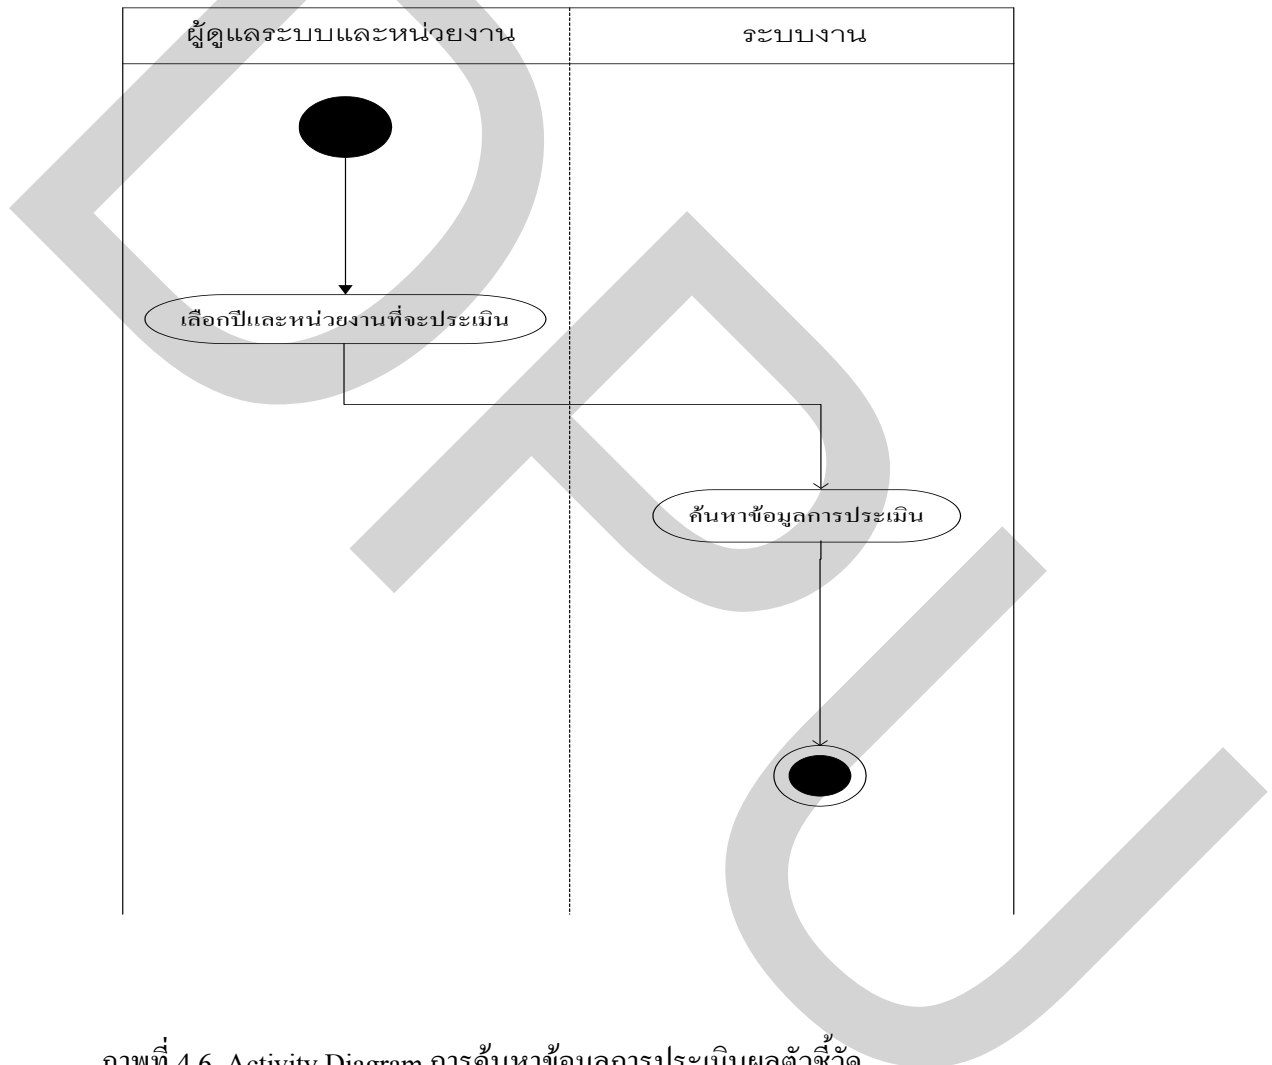 ผู้ดูแลระบบและหน่วยงาน
ระบบงาน
เลือกปีและหน่วยงานที่จะประเมิน
ค้นหาข้อมูลการประเมิน
ภาพที่ 4.6 Activity Diagram การค้นหาข้อมูลการประเมินผลตัวชี้วัด
DPU